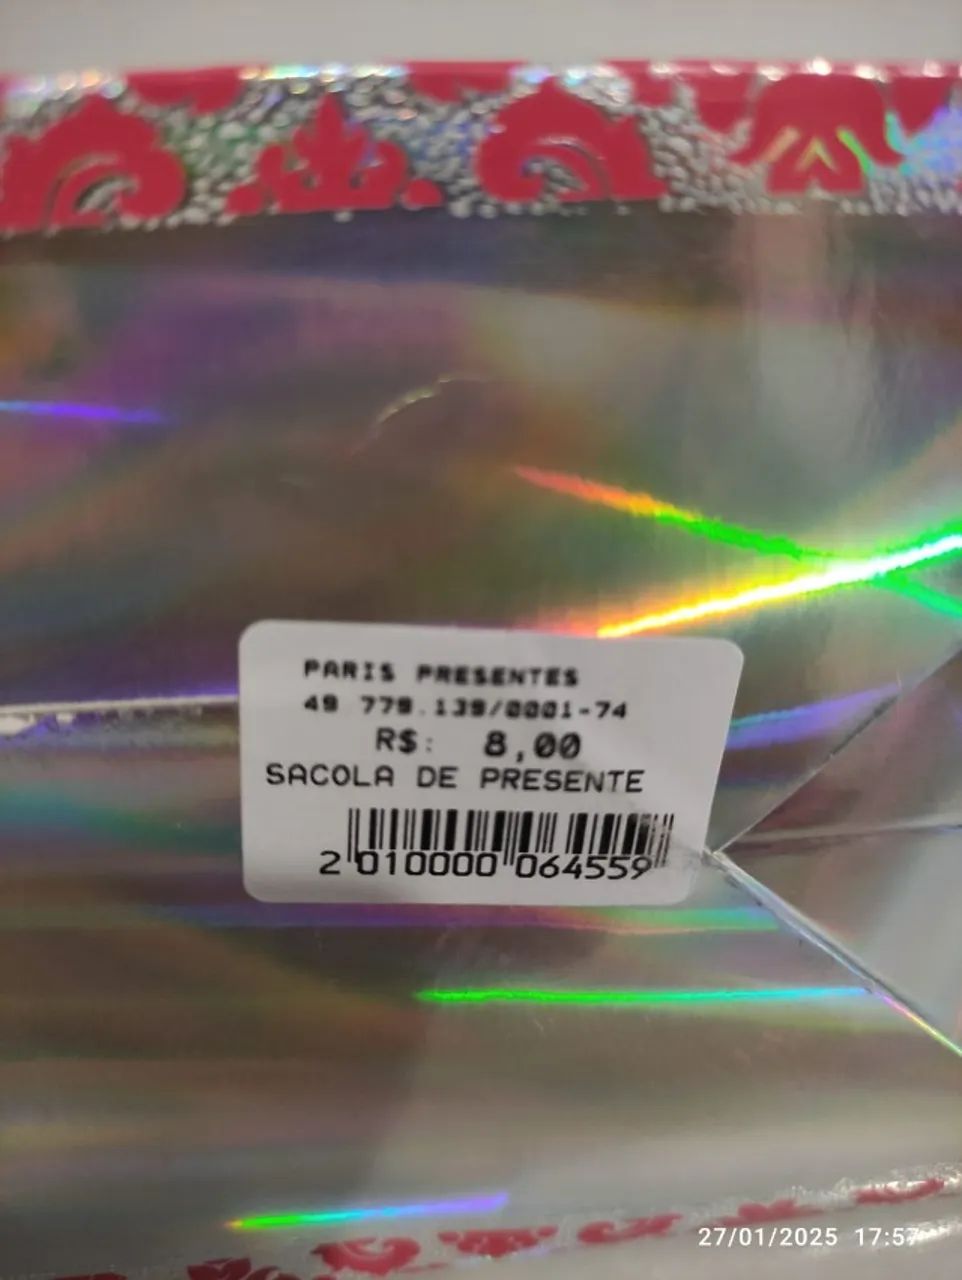 PARIS PRESENTES
49 779.139/0001-74
R$: 8,00
SACOLA DE PRESENTE
2 010000 064559
27/01/2025 17:57